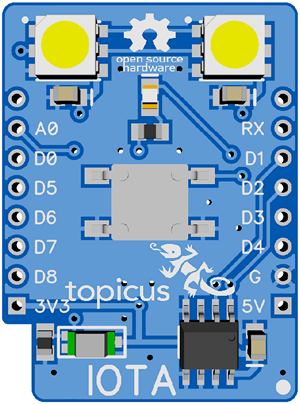 open source
hardware
A0
RX
D0
D1
D5
D2
D6
D3
D7
D4
D8
G
3V3
5V
topicus
IOTA